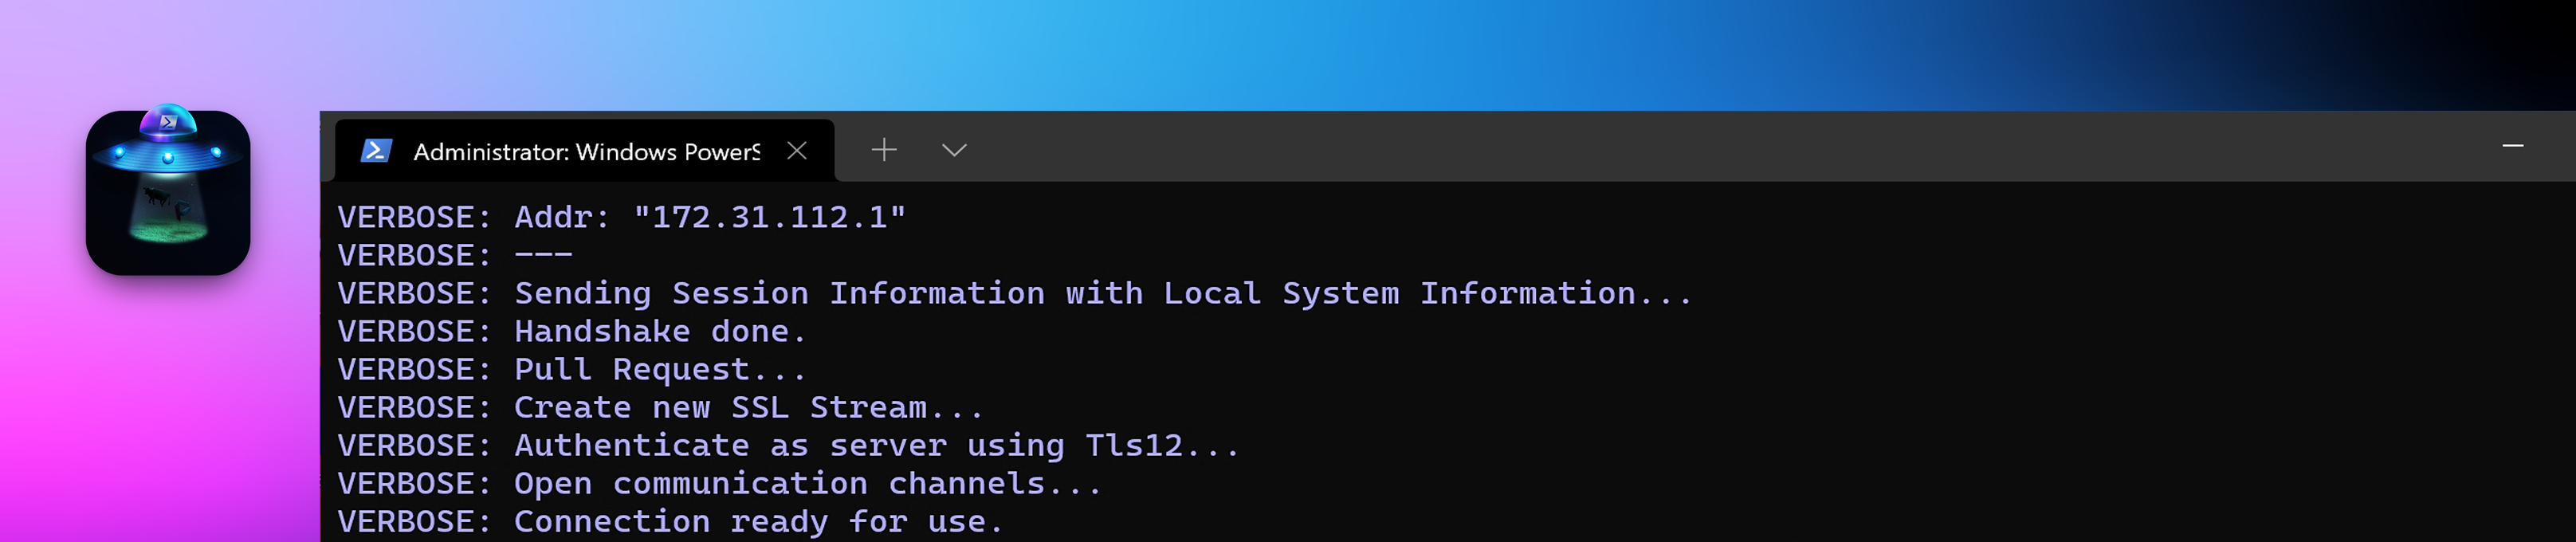 Administrator: Windows PowerS
VERBOSE: Addr: "172.31.112.1"
VERBOSE: ---
VERBOSE: Sending Session Information with Local System Information...
VERBOSE: Handshake done.
VERBOSE: Pull Request...
VERBOSE: Create new SSL Stream...
VERBOSE: Authenticate as server using Tls12...
VERBOSE: Open communication channels...
VERBOSE: Connection ready for use.